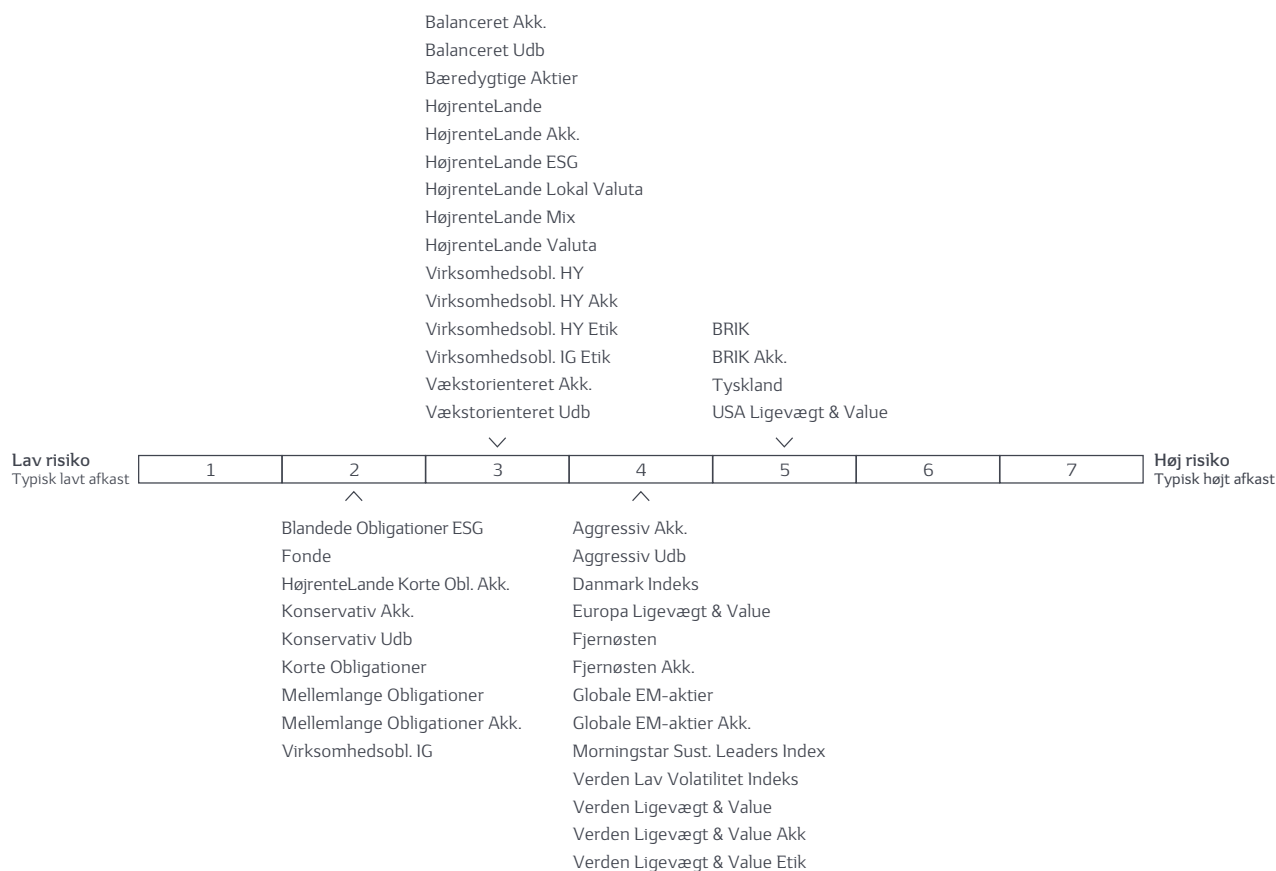 Balanceret Akk.
Balanceret Udb
Bæredygtige Aktier
HøjrenteLande
HøjrenteLande Akk.
HøjrenteLande ESG
HøjrenteLande Lokal Valuta
HøjrenteLande Mix
HøjrenteLande Valuta
Virksomhedsobl. HY
Virksomhedsobl. HY Akk
Virksomhedsobl. HY Etik
Virksomhedsobl. IG Etik
Vækstorienteret Akk.
Vækstorienteret Udb
BRIK
BRIK Akk.
Tyskland
USA Ligevægt & Value
Lav risiko
Typisk lavt afkast
1 2 3 4 5 6 7
Høj risiko
Typisk højt afkast
Blandede Obligationer ESG
Fonde
HøjrenteLande Korte Obl. Akk.
Konservativ Akk.
Konservativ Udb
Korte Obligationer
Mellemlange Obligationer
Mellemlange Obligationer Akk.
Virksomhedsobl. IG
Aggressiv Akk.
Aggressiv Udb
Danmark Indeks
Europa Ligevægt & Value
Fjernøsten
Fjernøsten Akk.
Globale EM-aktier
Globale EM-aktier Akk.
Morningstar Sust. Leaders Index
Verden Lav Volatilitet Indeks
Verden Ligevægt & Value
Verden Ligevægt & Value Akk
Verden Ligevægt & Value Etik